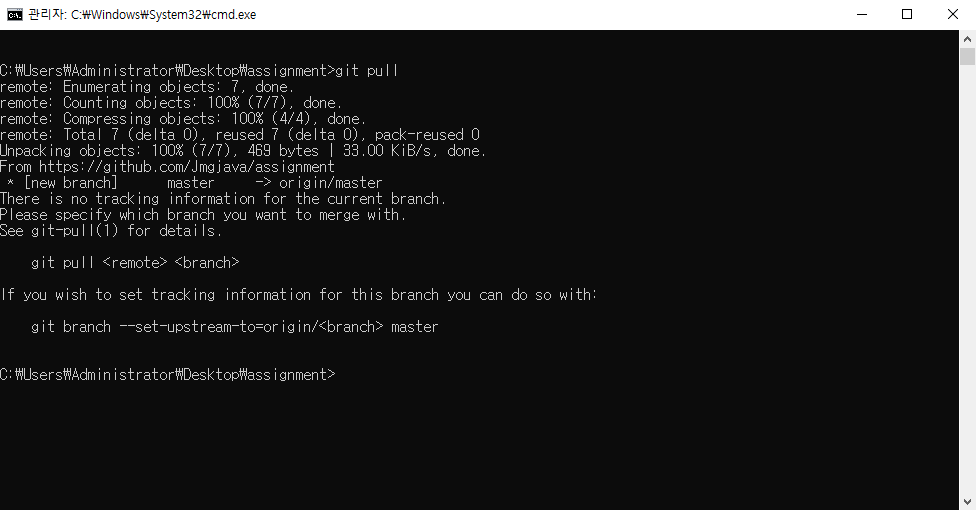 관리자: C:₩Windows₩System32₩cmd.exe
C:₩Users₩Administrator₩Desktop₩assignment>git pull
remote: Enumerating objects: 7, done.
remote: Counting objects: 100% (7/7), done.
remote: Compressing objects: 100% (4/4), done.
remote: Total 7 (delta 0), reused 7 (delta 0), pack-reused 0
Unpacking objects: 100% (7/7), 469 bytes | 33.00 KiB/s, done.
From https://github.com/Jmgjava/assignment
 * [new branch]      master     -> origin/master
There is no tracking information for the current branch.
Please specify which branch you want to merge with.
See git-pull(1) for details.
    git pull <remote> <branch>
If you wish to set tracking information for this branch you can do so with:
    git branch --set-upstream-to=origin/<branch> master
C:₩Users₩Administrator₩Desktop₩assignment>